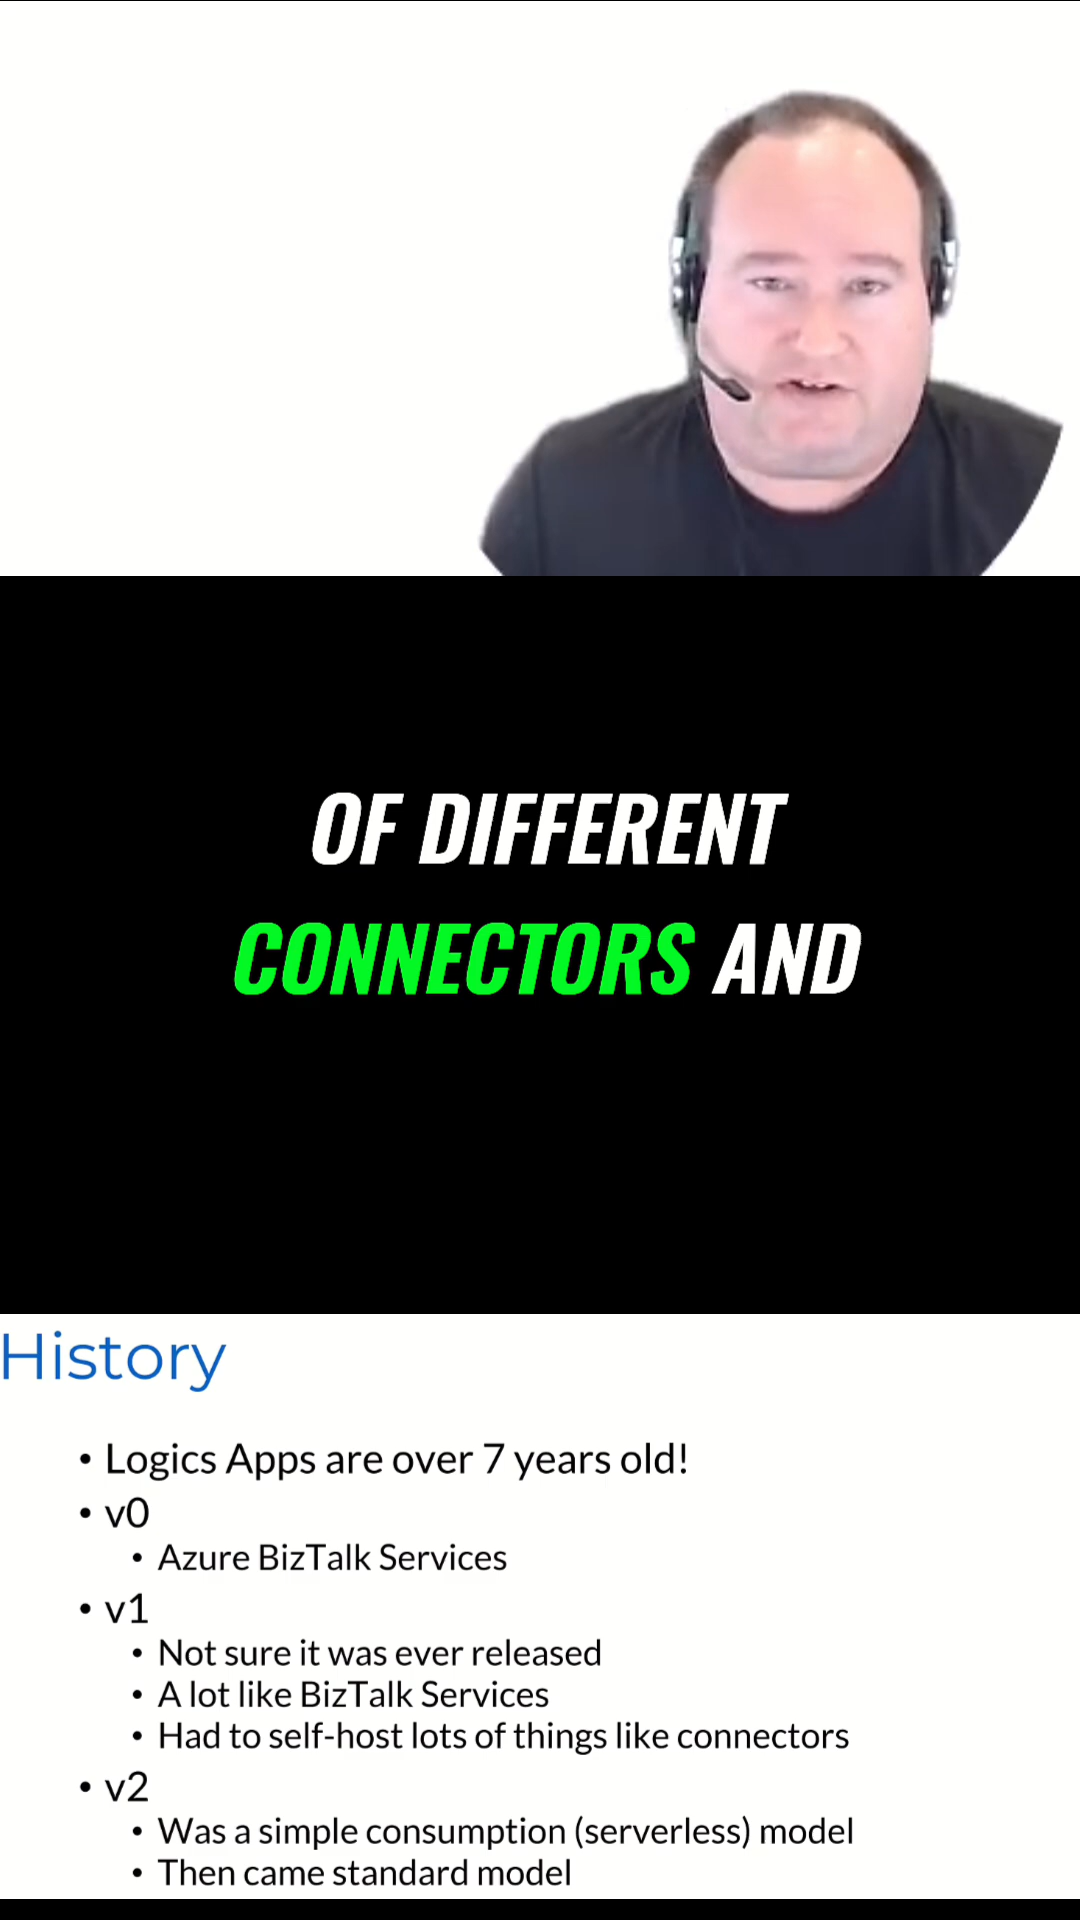 OF DIFFERENT
CONNECTORS AND
History
• Logics Apps are over 7 years old!
• v0
• Azure BizTalk Services
• v1
• Not sure it was ever released
• A lot like BizTalk Services
• Had to self-host lots of things like connectors
• v2
• Was a simple consumption (serverless) model
• Then came standard model